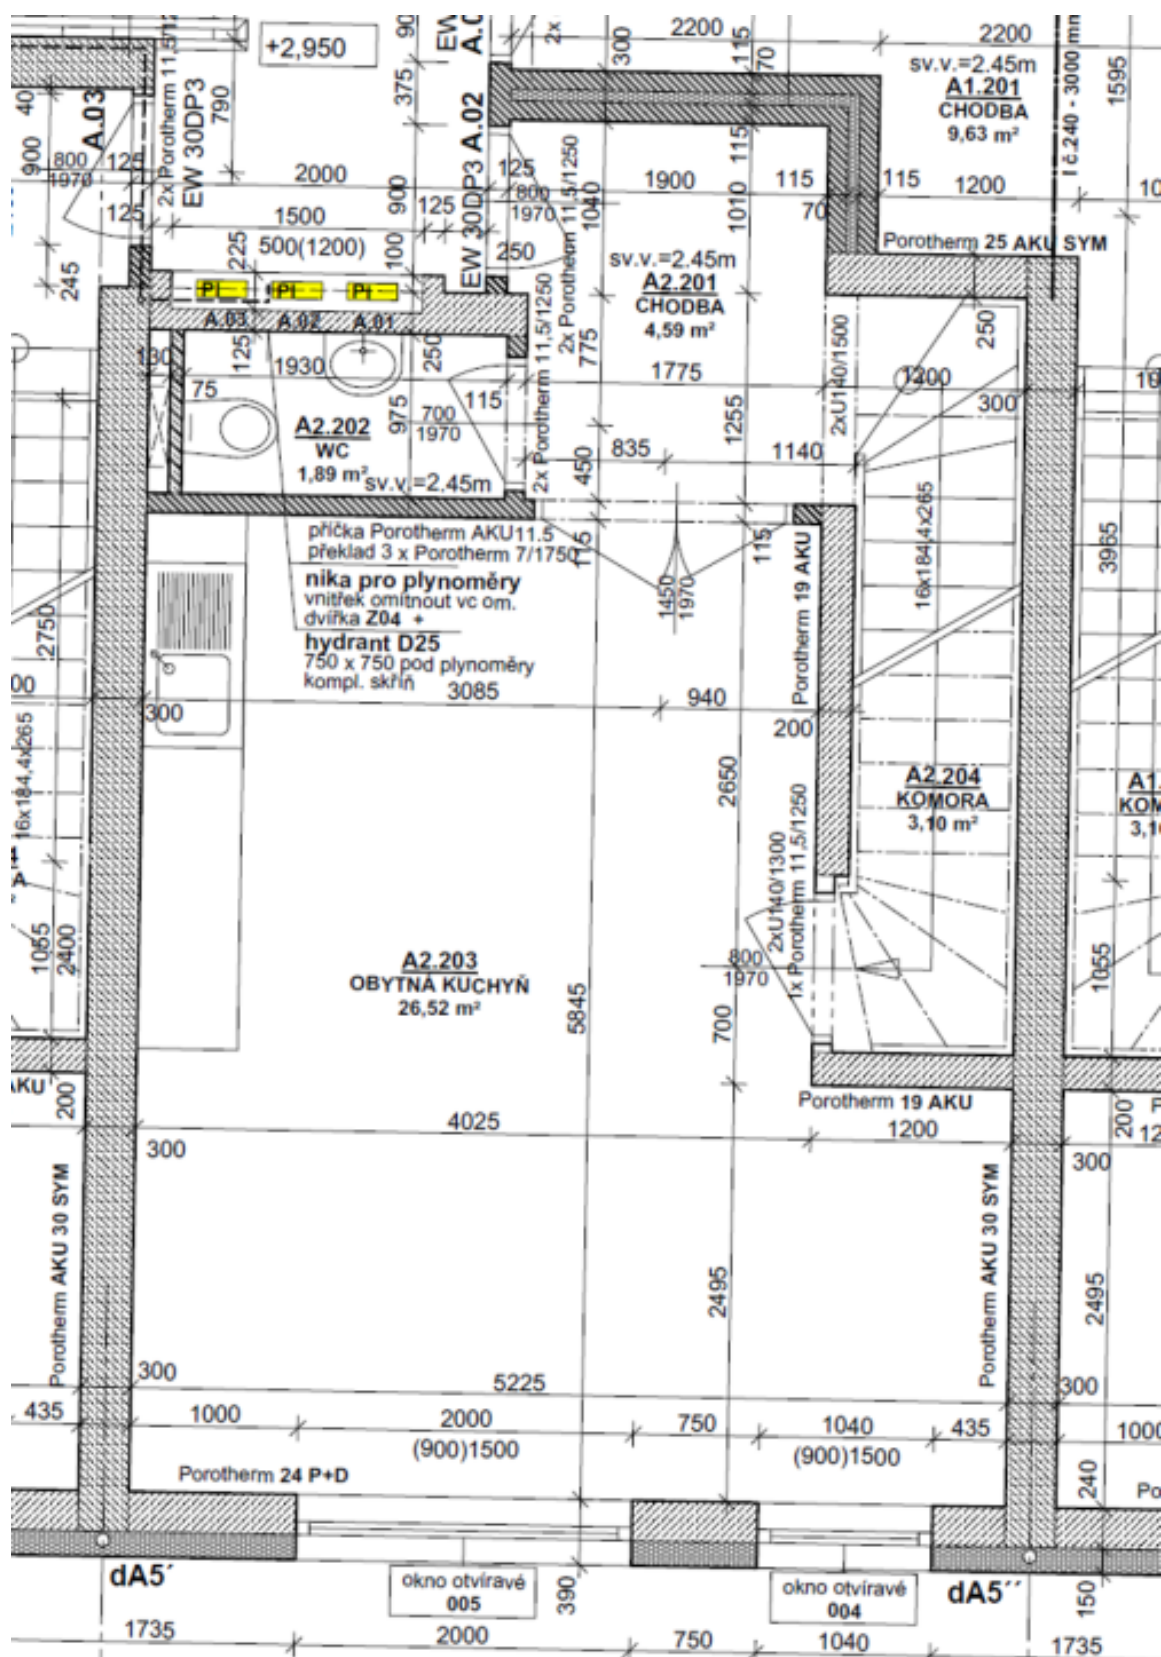 +2,950
2200
2200
300
115
70
375
790
40
900
A.03
125
800
1970
125
245
EW 30DP3
2x Porotherm 11,5/12
2000
1500
500(1200)
225
100
900
125
EW 30DP3 A.02
125
800
1970
250
1040
2x Porotherm 11,5/1250
1900
115
1010
115
70
115
1200
sv.v.=2.45m
A1.201
CHODBA
9,63 m²
I č.240 - 3000 mm
1595
Porotherm 25 AKU SYM
sv.v.=2.45m
A2.201
CHODBA
4,59 m²
A.03
A.02
A.01
130
125
1930
250
75
975
A2.202
WC
1,89 m²
sv.v.=2.45m
700
1970
115
2x Porotherm 11,5/1250
775
1775
450
835
1255
1140
2xU140/1500
1200
300
250
16x184,4x265
3965
příčka Porotherm AKU11.5
překlad 3 x Porotherm 7/1750
115
115
nika pro plynoměry
vnitřek omítnout vc om.
dvířka Z04 +
hydrant D25
750 x 750 pod plynoměry
kompl. skříň
1450
1970
Porotherm 19 AKU
2750
16x184,4x265
300
3085
940
200
2650
A2.204
KOMORA
3,10 m²
2xU140/1300
1x Porotherm 11,5/1250
800
1970
700
A2.203
OBYTNÁ KUCHYŇ
26,52 m²
5845
1055
2400
1055
200
Porotherm 19 AKU
4025
1200
200
300
300
Porotherm AKU 30 SYM
Porotherm AKU 30 SYM
2495
2495
300
5225
300
435
1000
2000
(900)1500
750
1040
(900)1500
435
1000
Porotherm 24 P+D
240
dA5´
okno otvíravé
005
390
okno otvíravé
004
dA5´´
150
1735
2000
750
1040
1735